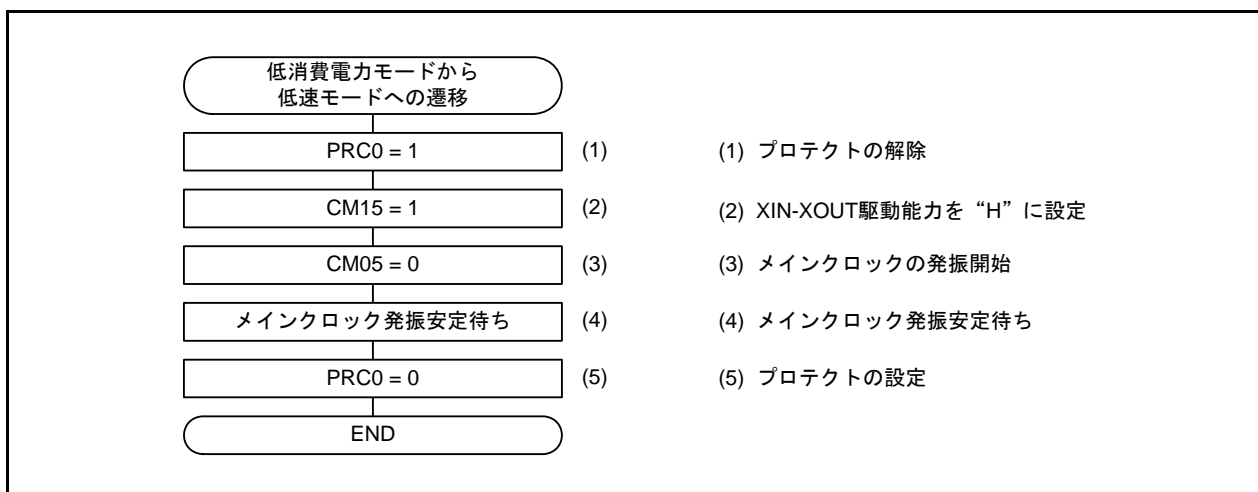 低消費電力モードから
低速モードへの遷移
PRC0 = 1 (1) (1) プロテクトの解除
CM15 = 1 (2) (2) XIN-XOUT駆動能力を“H”に設定
CM05 = 0 (3) (3) メインクロックの発振開始
メインクロック発振安定待ち (4) (4) メインクロック発振安定待ち
PRC0 = 0 (5) (5) プロテクトの設定
END